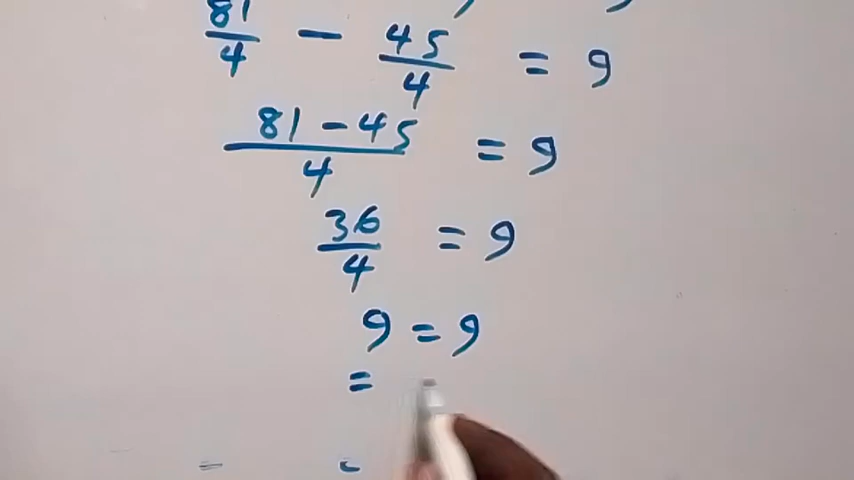 81/4 - 45/4 = 9
81 - 45/4 = 9
36/4 = 9
9 = 9
=